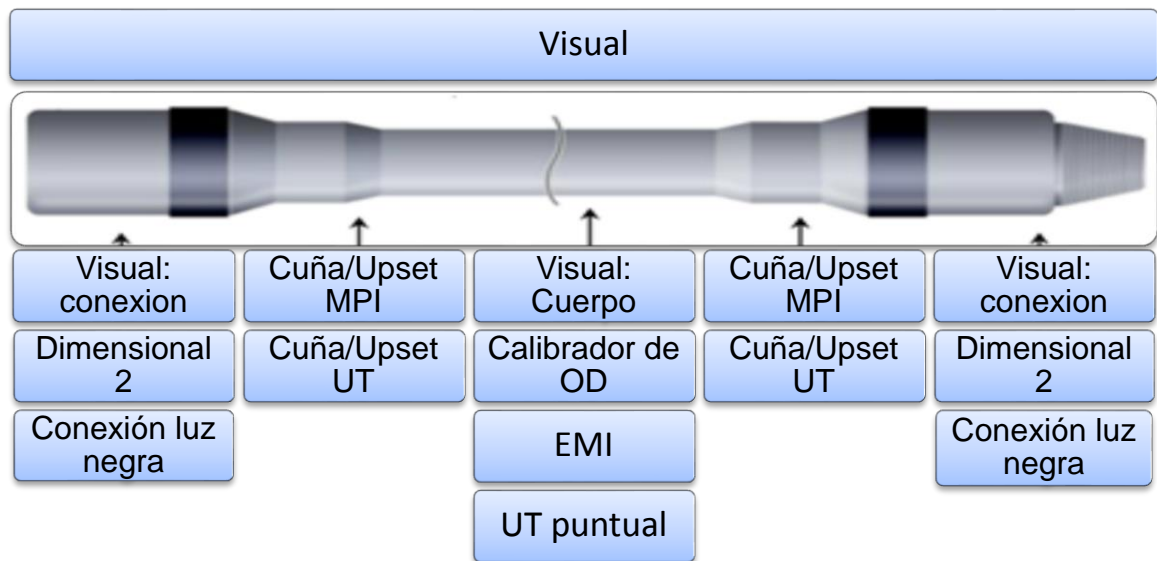 Visual
Visual:
conexion
Dimensional
2
Conexión luz
negra
Cuña/Upset
MPI
Cuña/Upset
UT
Visual:
Cuerpo
Calibrador de
OD
EMI
UT puntual
Cuña/Upset
MPI
Cuña/Upset
UT
Visual:
conexion
Dimensional
2
Conexión luz
negra